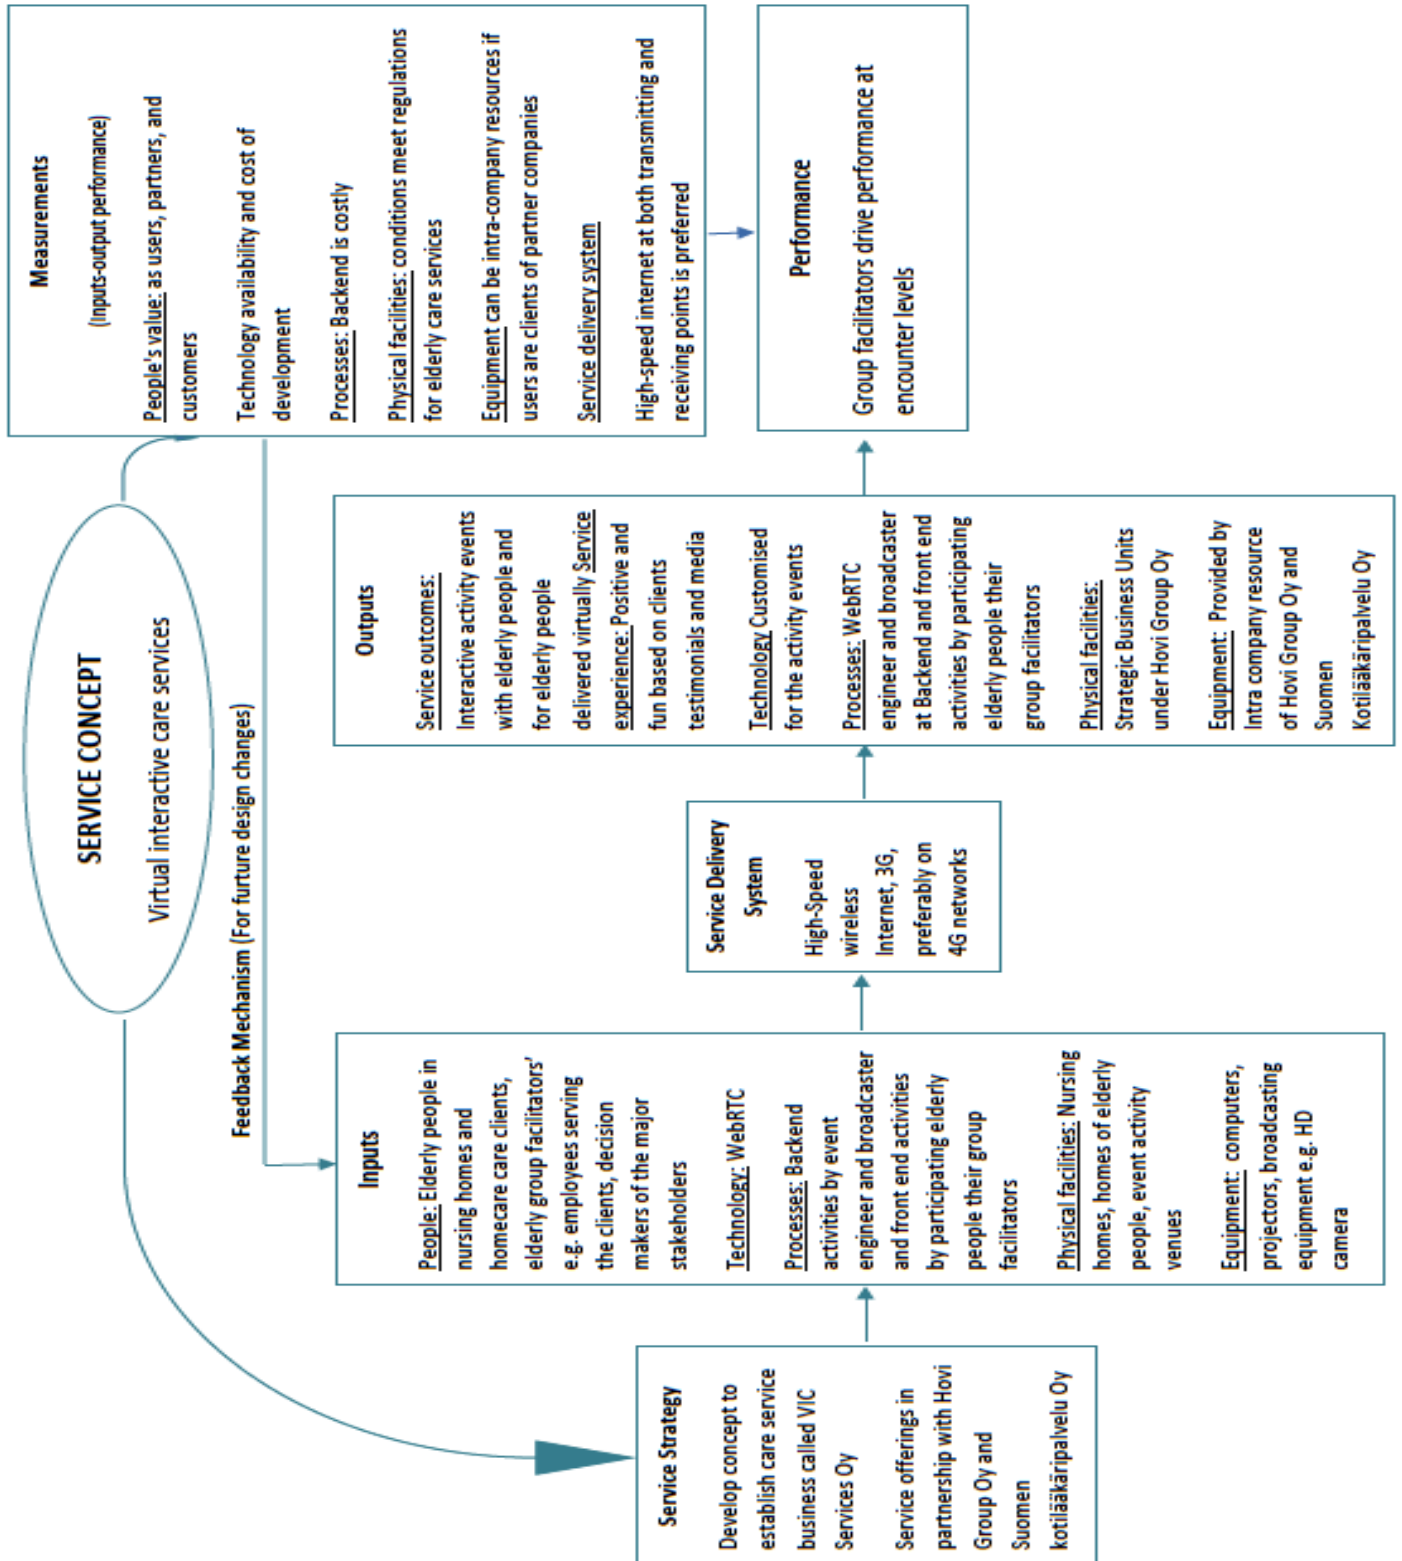 SERVICE CONCEPT
Virtual interactive care services
Feedback Mechanism (For furture design changes)
Service Strategy
Develop concept to
establish care service
business called VIC
Services Oy
Service offerings in
partnership with Hovi
Group Oy and
Suomen
kotilääkäripalvelu Oy
Inputs
People: Elderly people in
nursing homes and
homecare care clients,
elderly group facilitators'
e.g. employees serving
the clients, decision
makers of the major
stakeholders
Technology: WebRTC
Processes: Backend
activities by event
engineer and broadcaster
and front end activities
by participating elderly
people their group
facilitators
Physical facilities: Nursing
homes, homes of elderly
people, event activity
venues
Equipment: computers,
projectors, broadcasting
equipment e.g. HD
camera
Service Delivery
System
High-Speed
wireless
Internet, 3G,
preferably on
4G networks
Outputs
Service outcomes:
Interactive activity events
with elderly people and
for elderly people
delivered virtually Service
experience: Positive and
fun based on clients
testimonials and media
Technology Customised
for the activity events
Processes: WebRTC
engineer and broadcaster
at Backend and front end
activities by participating
elderly people their
group facilitators
Physical facilities:
Strategic Business Units
under Hovi Group Oy
Equipment: Provided by
Intra company resource
of Hovi Group Oy and
Suomen
Kotilääkäripalvelu Oy
Measurements
(Inputs-output performance)
People's value: as users, partners, and
customers
Technology availability and cost of
development
Processes: Backend is costly
Physical facilities: conditions meet regulations
for elderly care services
Equipment can be intra-company resources if
users are clients of partner companies
Service delivery system
High-speed internet at both transmitting and
receiving points is preferred
Performance
Group facilitators drive performance at
encounter levels